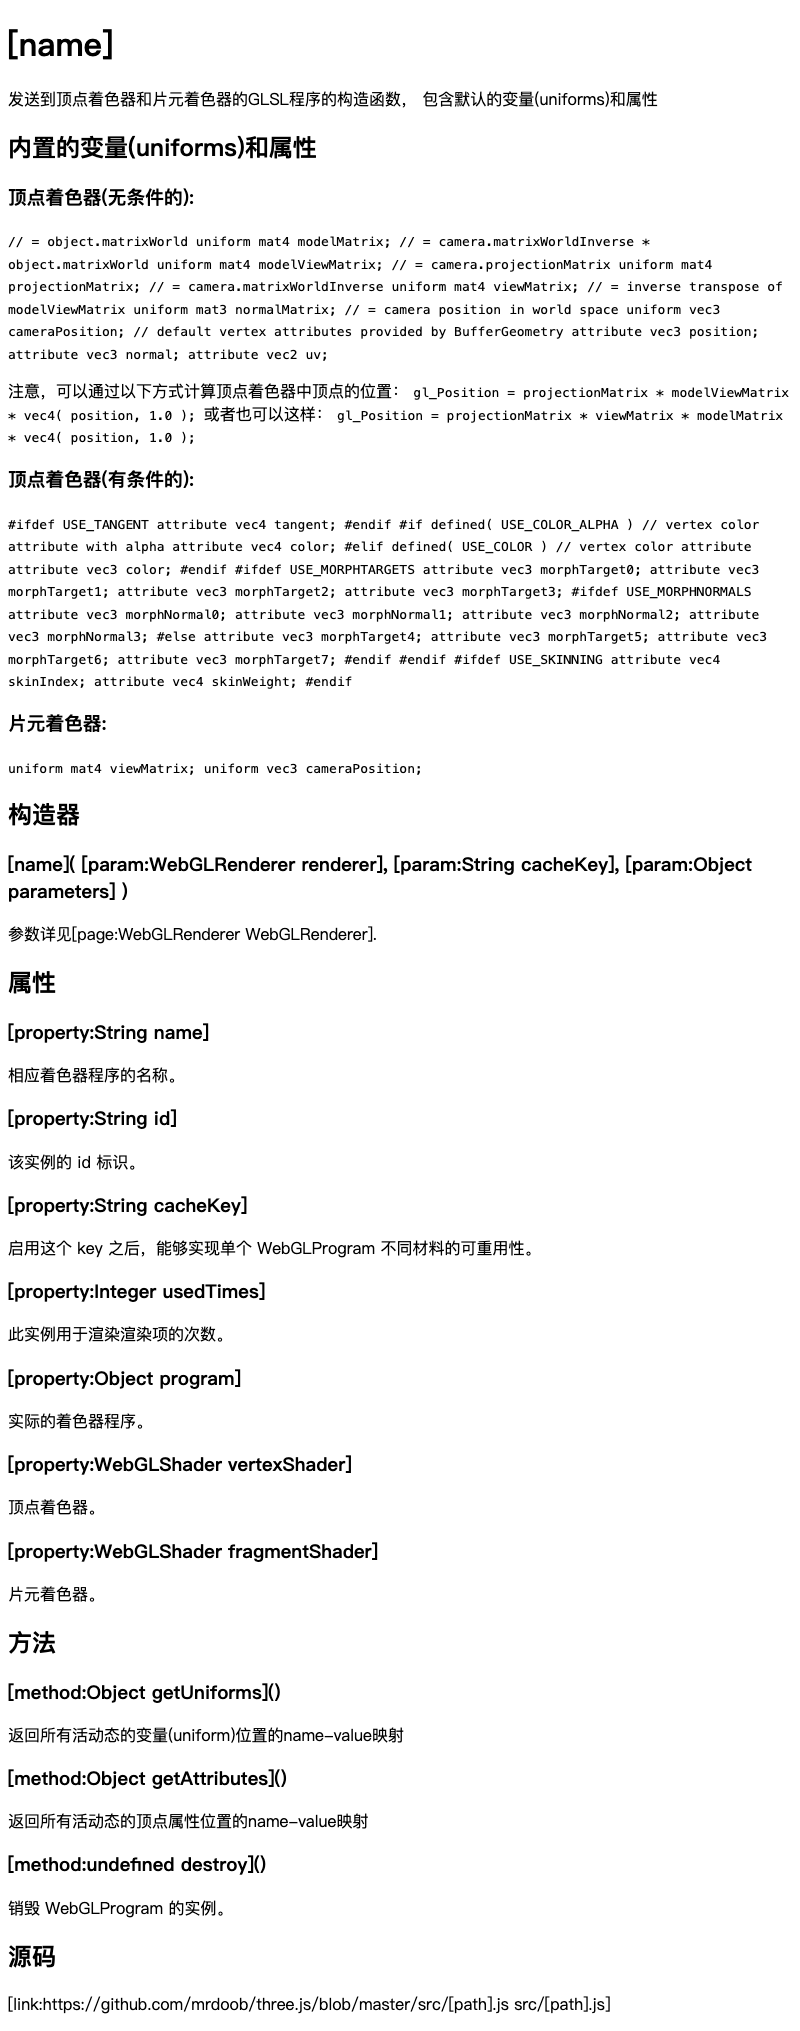 [name]
发送到顶点着色器和片元着色器的GLSL程序的构造函数， 包含默认的变量(uniforms)和属性
内置的变量(uniforms)和属性
顶点着色器(无条件的):
// = object.matrixWorld uniform mat4 modelMatrix; // = camera.matrixWorldInverse *
object.matrixWorld uniform mat4 modelViewMatrix; // = camera.projectionMatrix uniform mat4
projectionMatrix; // = camera.matrixWorldInverse uniform mat4 viewMatrix; // = inverse transpose of
modelViewMatrix uniform mat3 normalMatrix; // = camera position in world space uniform vec3
cameraPosition; // default vertex attributes provided by BufferGeometry attribute vec3 position;
attribute vec3 normal; attribute vec2 uv;
注意，可以通过以下方式计算顶点着色器中顶点的位置： gl_Position = projectionMatrix * modelViewMatrix
* vec4( position, 1.0 ); 或者也可以这样： gl_Position = projectionMatrix * viewMatrix * modelMatrix
* vec4( position, 1.0 );
顶点着色器(有条件的):
#ifdef USE_TANGENT attribute vec4 tangent; #endif #if defined( USE_COLOR_ALPHA ) // vertex color
attribute with alpha attribute vec4 color; #elif defined( USE_COLOR ) // vertex color attribute
attribute vec3 color; #endif #ifdef USE_MORPHTARGETS attribute vec3 morphTarget0; attribute vec3
morphTarget1; attribute vec3 morphTarget2; attribute vec3 morphTarget3; #ifdef USE_MORPHNORMALS
attribute vec3 morphNormal0; attribute vec3 morphNormal1; attribute vec3 morphNormal2; attribute
vec3 morphNormal3; #else attribute vec3 morphTarget4; attribute vec3 morphTarget5; attribute vec3
morphTarget6; attribute vec3 morphTarget7; #endif #endif #ifdef USE_SKINNING attribute vec4
skinIndex; attribute vec4 skinWeight; #endif
片元着色器:
uniform mat4 viewMatrix; uniform vec3 cameraPosition;
构造器
[name]( [param:WebGLRenderer renderer], [param:String cacheKey], [param:Object
parameters] )
参数详见[page:WebGLRenderer WebGLRenderer].
属性
[property:String name]
相应着色器程序的名称。
[property:String id]
该实例的 id 标识。
[property:String cacheKey]
启用这个 key 之后，能够实现单个 WebGLProgram 不同材料的可重用性。
[property:Integer usedTimes]
此实例用于渲染渲染项的次数。
[property:Object program]
实际的着色器程序。
[property:WebGLShader vertexShader]
顶点着色器。
[property:WebGLShader fragmentShader]
片元着色器。
方法
[method:Object getUniforms]()
返回所有活动态的变量(uniform)位置的name-value映射
[method:Object getAttributes]()
返回所有活动态的顶点属性位置的name-value映射
[method:undefined destroy]()
销毁 WebGLProgram 的实例。
源码
[link:https://github.com/mrdoob/three.js/blob/master/src/[path].js src/[path].js]